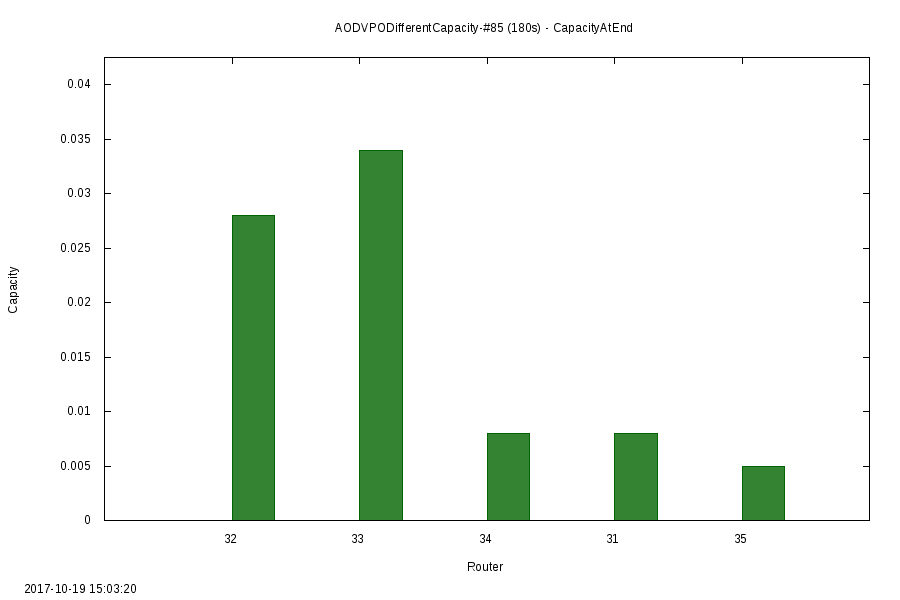 AODVPODifferentCapacity-#85 (180s) - CapacityAtEnd
0.04
0.035
0.03
0.025
0.02
0.015
0.01
0.005
0
Capacity
32 33 34 31 35
Router
2017-10-19 15:03:20